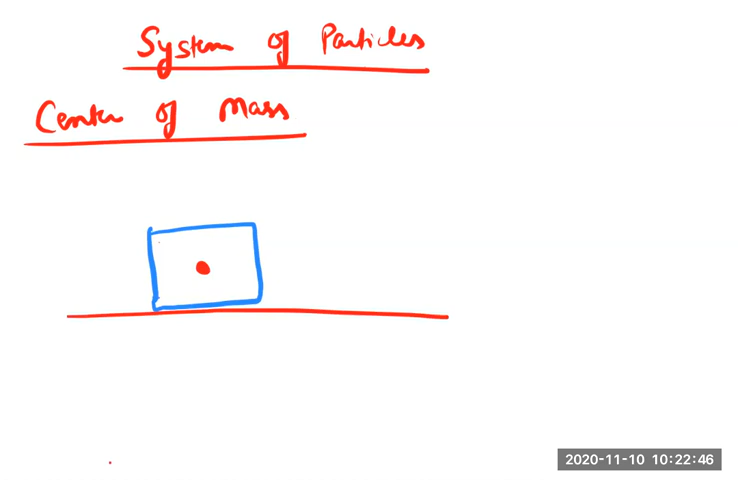 System of Particles
Center of Mass
2020-11-10 10:22:46